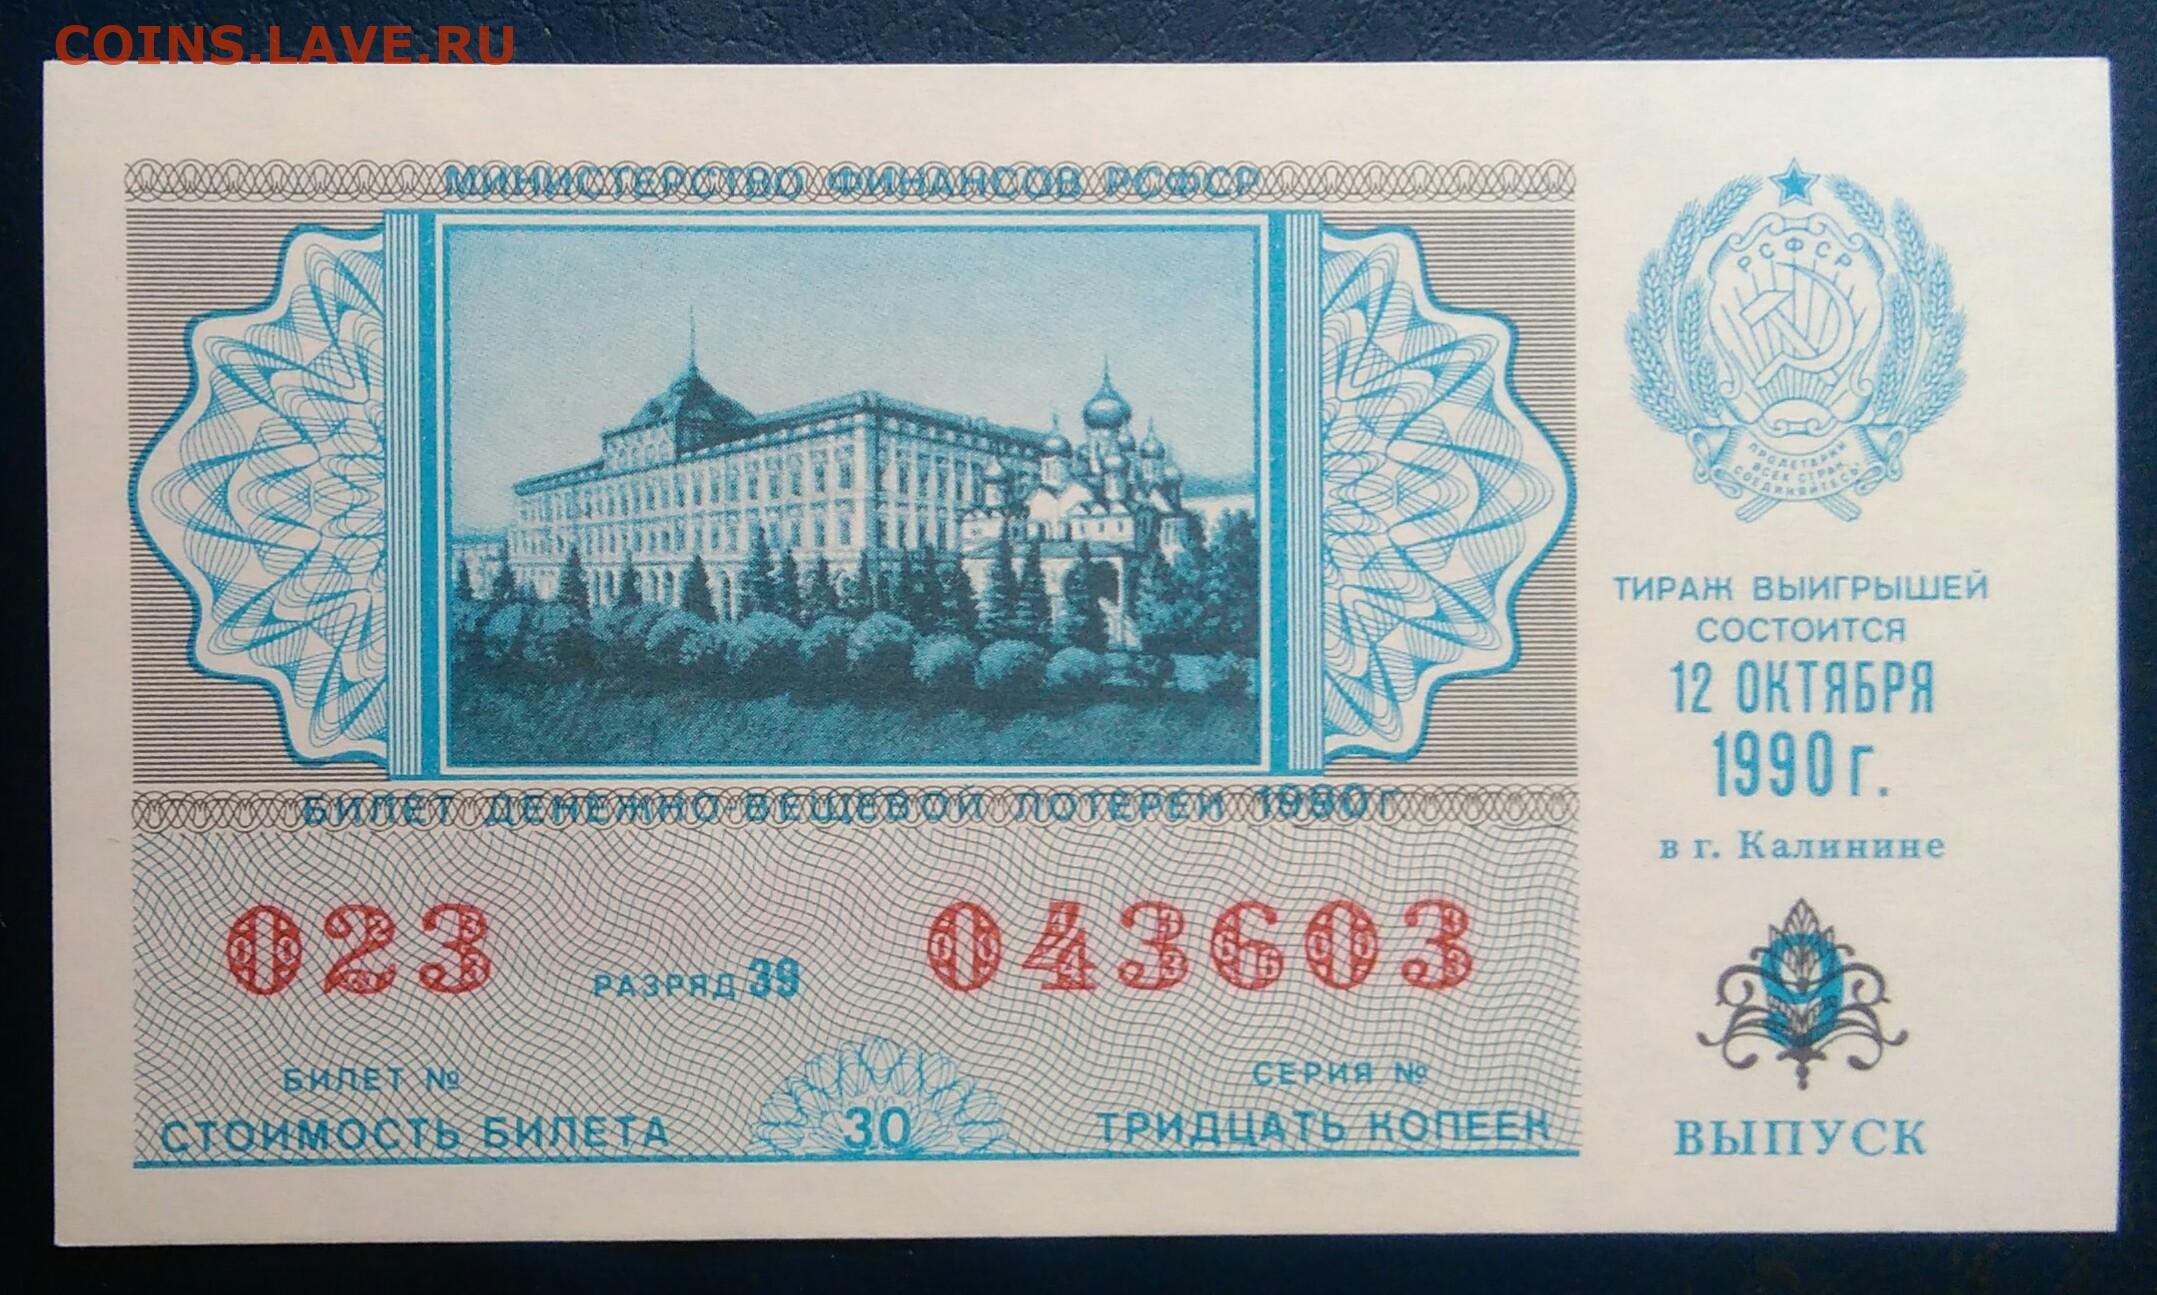 COINS.LAVE.RU
МИНИСТЕРСТВО ФИНАНСОВ РСФСР
РСФСР
ПРОЛЕТАРИИ
ВСЕХ СТРАН,
СОЕДИНЯЙТЕСЬ!
ТИРАЖ ВЫИГРЫШЕЙ
СОСТОИТСЯ
12 ОКТЯБРЯ
1990 г.
в г. Калинине
БИЛЕТ ДЕНЕЖНО-ВЕЩЕВОЙ ЛОТЕРЕИ 1990 Г
023 РАЗРЯД 39 043603
БИЛЕТ № СЕРИЯ №
СТОИМОСТЬ БИЛЕТА 30 ТРИДЦАТЬ КОПЕЕК
9
ВЫПУСК